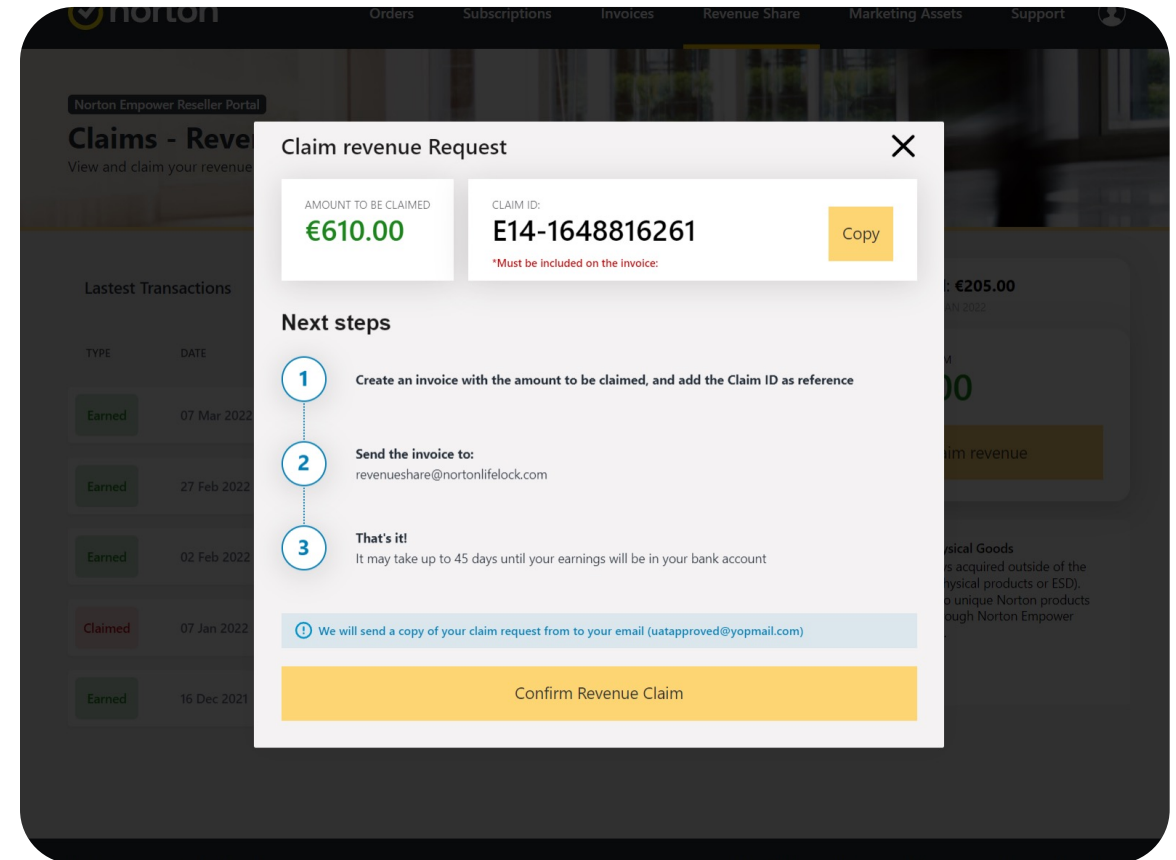 norton
Orders Subscriptions Invoices Revenue Share Marketing Assets Support
Norton Empower Reseller Portal
Claims - Reve
View and claim your revenue
Claim revenue Request
AMOUNT TO BE CLAIMED
€610.00
CLAIM ID:
E14-1648816261
*Must be included on the invoice:
Copy
Next steps
1 Create an invoice with the amount to be claimed, and add the Claim ID as reference
2 Send the invoice to:
revenueshare@nortonlifelock.com
3 That's it!
It may take up to 45 days until your earnings will be in your bank account
We will send a copy of your claim request from to your email (uatapproved@yopmail.com)
Confirm Revenue Claim
Lastest Transactions
TYPE DATE
Earned 07 Mar 2022
Earned 27 Feb 2022
Earned 02 Feb 2022
Claimed 07 Jan 2022
Earned 16 Dec 2021
: €205.00
2022
00
im revenue
ysical Goods
s acquired outside of the
hysical products or ESD).
o unique Norton products
ough Norton Empower